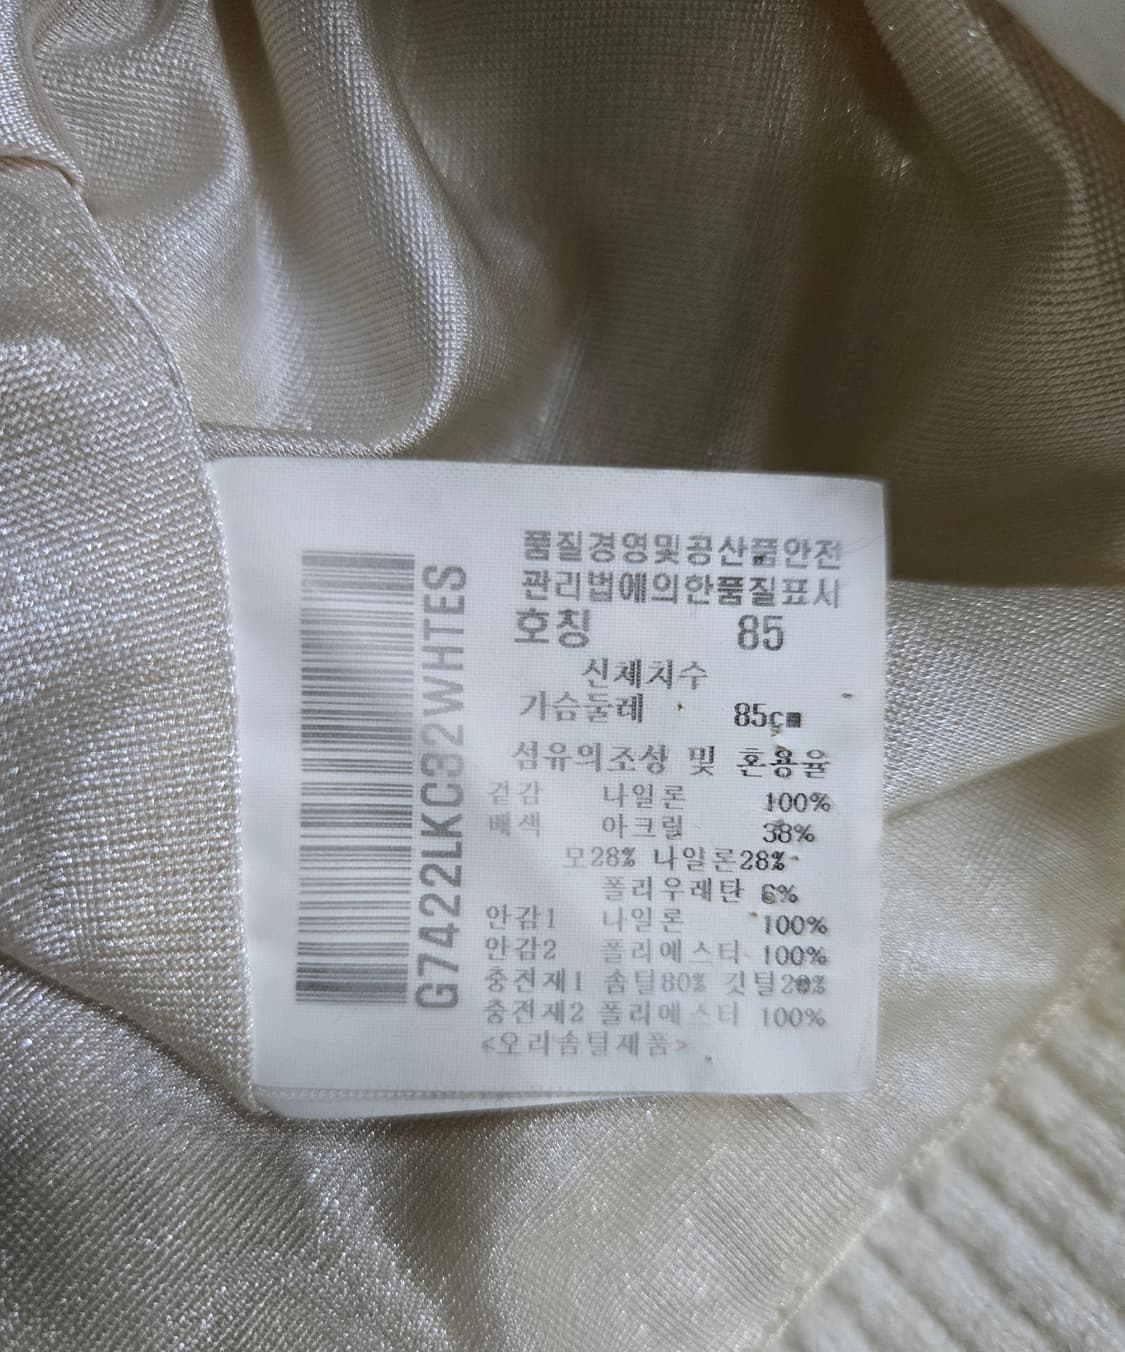 G7422LKC32WHTES
품질경영및공산품안전
관리법에의한품질표시
호칭 85
신체치수
가슴둘레 85cm
섬유의조상 및 혼용율
겉감 나일론 100%
배색 아크릴 38%
모28% 나일론28%
폴리우레탄 6%
안감1 나일론 100%
안감2 폴리에스터 100%
충전재1 솜털80% 깃털20%
충전재2 폴리에스터 100%
<오리솜털제품>